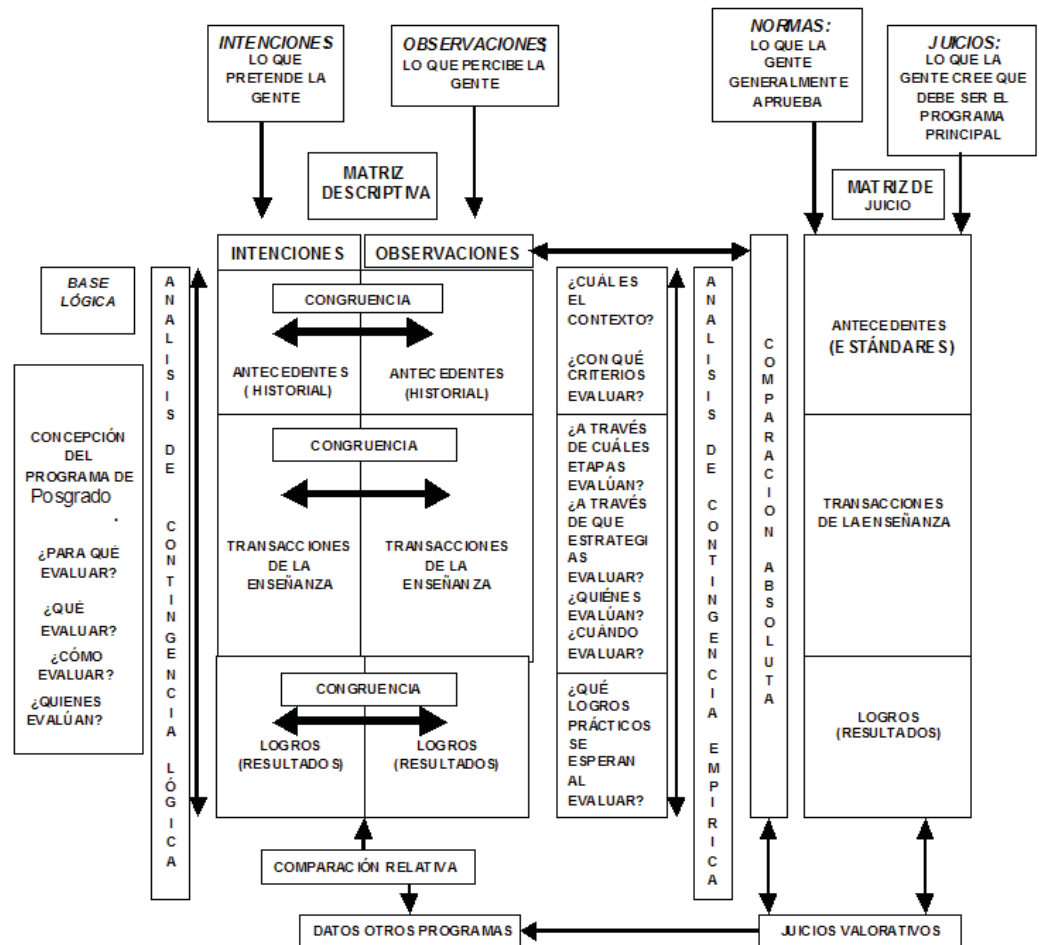 INTENCIONES:
LO QUE
PRETENDE LA
GENTE
OBSERVACIONES;
LO QUE PERCIBE LA
GENTE
NORMAS:
LO QUE LA
GENTE
GENERALMENTE
APRUEBA
JUICIOS:
LO QUE LA
GENTE CREE QUE
DEBE SER EL
PROGRAMA
PRINCIPAL
MATRIZ
DESCRIPTIVA
MATRIZ DE
JUICIO
INTENCIONES
OBSERVACIONES
BASE
LÓGICA
CONCEPCIÓN
DEL
PROGRAMA DE
Posgrado
.
¿PARA QUÉ
EVALUAR?
¿QUÉ
EVALUAR?
¿CÓMO
EVALUAR?
¿QUIENES
EVALÚAN?
ANALISIS DE CONTINGENCIA LÓGICA
CONGRUENCIA
ANTECEDENTES
( HISTORIAL)
ANTECEDENTES
(HISTORIAL)
CONGRUENCIA
TRANSACCIONES
DE LA
ENSEÑANZA
TRANSACCIONES
DE LA
ENSEÑANZA
CONGRUENCIA
LOGROS
(RESULTADOS)
LOGROS
(RESULTADOS)
¿CUÁL ES
EL
CONTEXTO?
¿CON QUÉ
CRITERIOS
EVALUAR?
¿A TRAVÉS
DE CUÁLES
ETAPAS
EVALÚAN?
¿A TRAVÉS
DE QUE
ESTRATEGI
AS
EVALUAR?
¿QUIÉNES
EVALÚAN?
¿CUÁNDO
EVALUAR?
¿QUÉ
LOGROS
PRÁCTICOS
SE
ESPERAN
AL
EVALUAR?
ANALISIS DE CONTINGENCIA EMPIRICA
COMPARACION ABSOLUTA
ANTECEDENTES
(ESTÁNDARES)
TRANSACCIONES
DE LA ENSEÑANZA
LOGROS
(RESULTADOS)
COMPARACIÓN RELATIVA
DATOS OTROS PROGRAMAS
JUICIOS VALORATIVOS